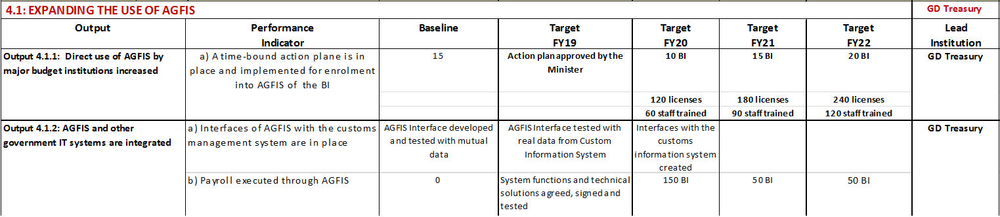 4.1: EXPANDING THE USE OF AGFIS
GD Treasury
Output
Performance
Indicator
Baseline
Target
FY19
Target
FY20
Target
FY21
Target
FY22
Lead
Institution
Output 4.1.1:  Direct use of AGFIS by
major budget institutions increased
a) A time-bound action plane is in
place and implemented for enrolment
into AGFIS of  the BI
15
Action plan approved by the
Minister
10 BI
15 BI
20 BI
GD Treasury
120 licenses
180 licenses
240 licenses
60 staff trained
90 staff trained
120 staff trained
Output 4.1.2: AGFIS and other
government IT systems are integrated
a) Interfaces of AGFIS with the customs
management system are in place
AGFIS Interface developed
and tested with mutual
data
AGFIS Interface tested with
real data from Custom
Information System
Interfaces with the
customs
information system
created
GD Treasury
b) Payroll executed through AGFIS
0
System functions and technical
solutions agreed, signed and
tested
150 BI
50 BI
50 BI